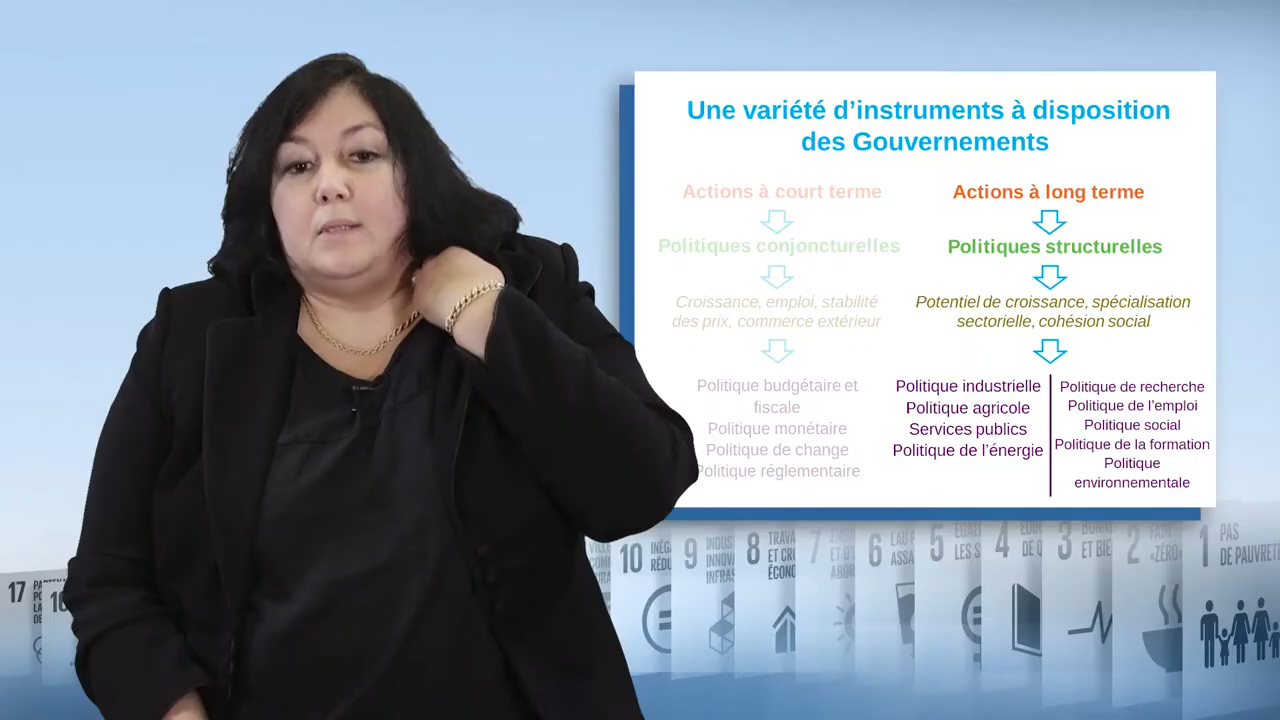 Une variété d’instruments à disposition
des Gouvernements
Actions à court terme
Politiques conjoncturelles
Croissance, emploi, stabilité
des prix, commerce extérieur
Politique budgétaire et
fiscale
Politique monétaire
Politique de change
Politique réglementaire
Actions à long terme
Politiques structurelles
Potentiel de croissance, spécialisation
sectorielle, cohésion social
Politique industrielle
Politique agricole
Services publics
Politique de l’énergie
Politique de recherche
Politique de l’emploi
Politique social
Politique de la formation
Politique
environnementale
17
10
9
8
7
6
5
4
3
2
«ZÉRO»
1 PAS
DE PAUVRET